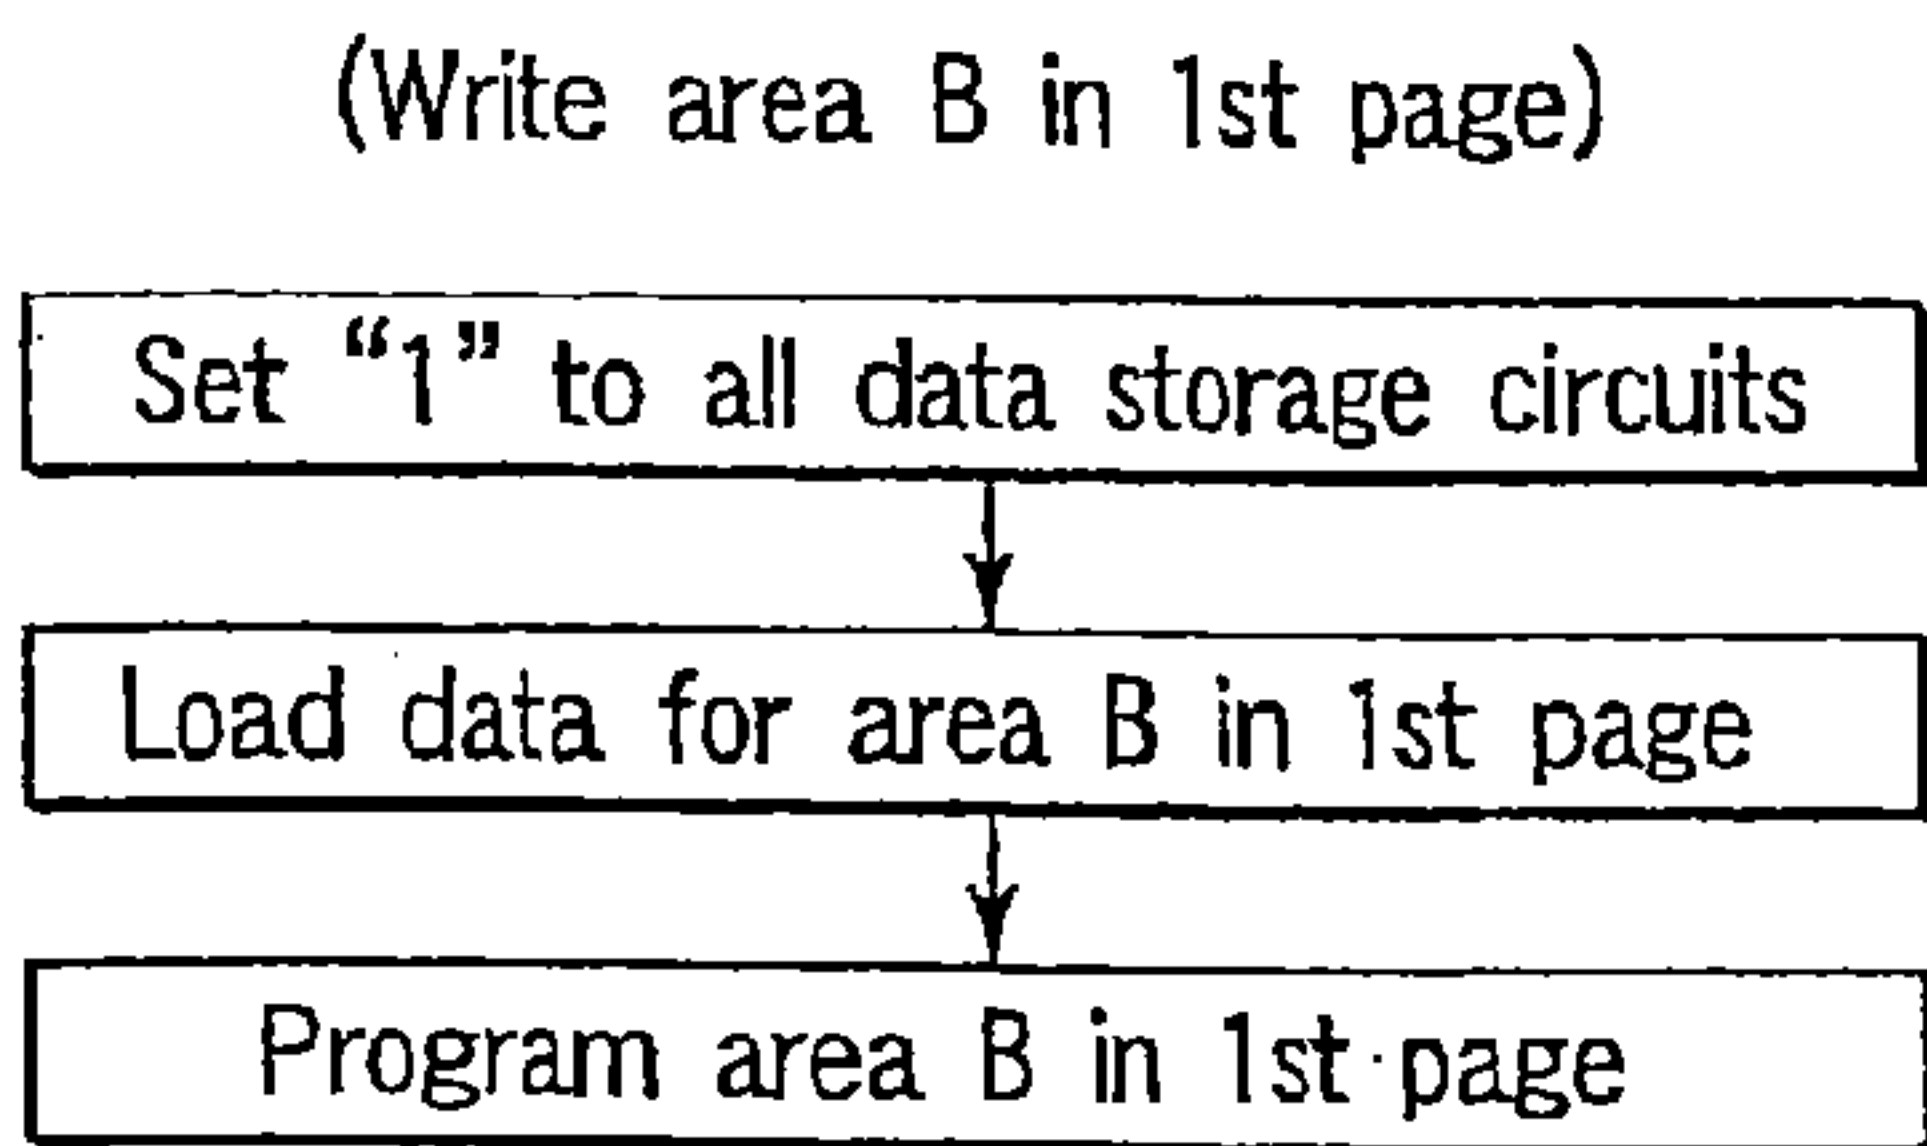 (Write area B in 1st page)
Set “1” to all data storage circuits
Load data for area B in 1st page
Program area B in 1st page